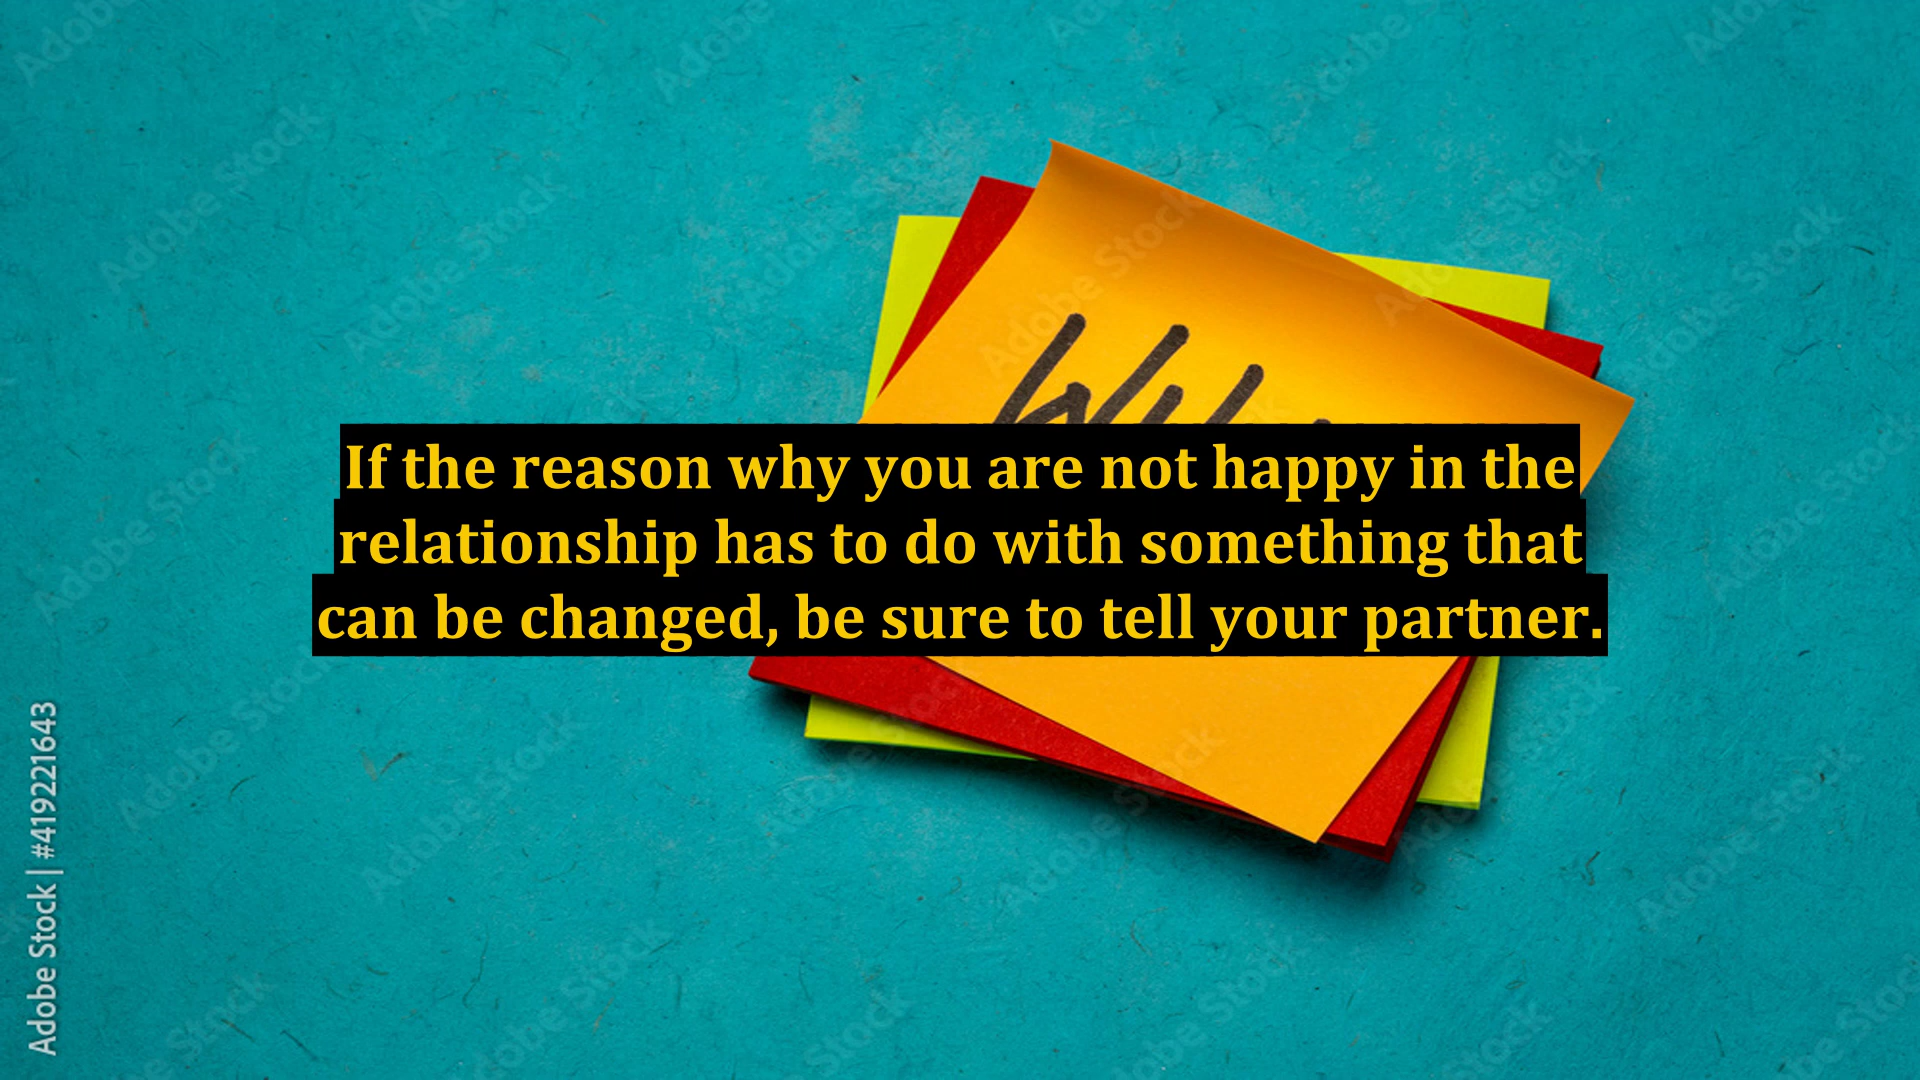 If the reason why you are not happy in the
relationship has to do with something that
can be changed, be sure to tell your partner.
Adobe Stock | #419221643